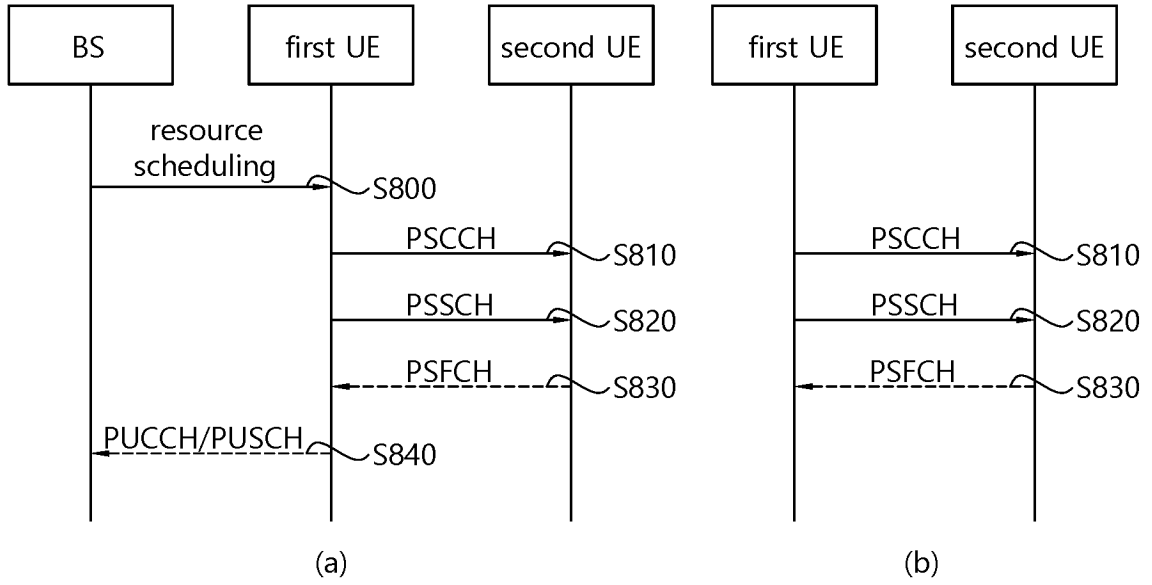 BS
first UE
second UE
first UE
second UE
resource
scheduling
S800
PSCCH
S810
PSCCH
S810
PSSCH
S820
PSSCH
S820
PSFCH
S830
PSFCH
S830
PUCCH/PUSCH
S840
(a)
(b)